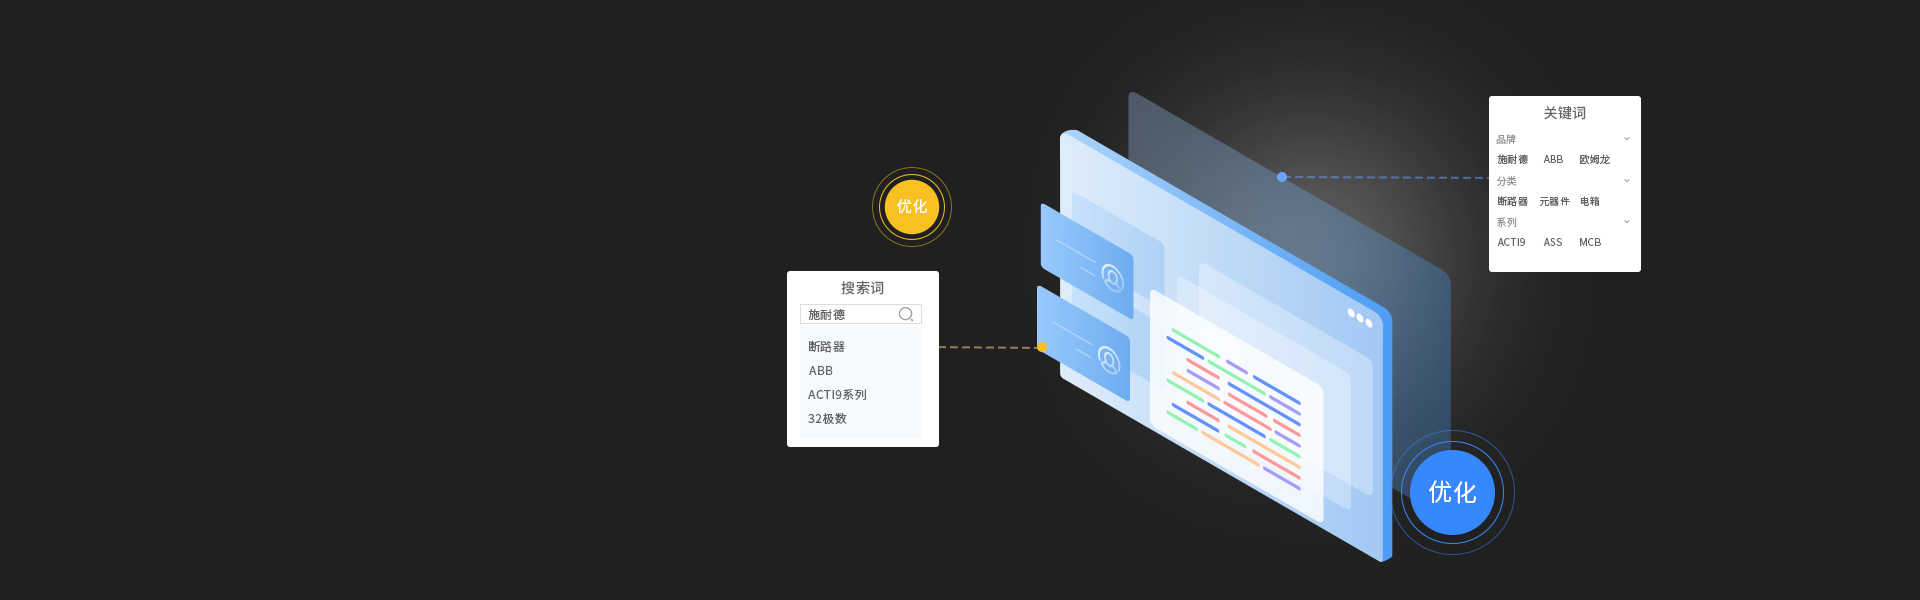 优化
搜索词
施耐德
断路器
ABB
ACTI9系列
32极数
关键词
品牌
施耐德 ABB 欧姆龙
分类
断路器 元器件 电箱
系列
ACTI9 ASS MCB
优化